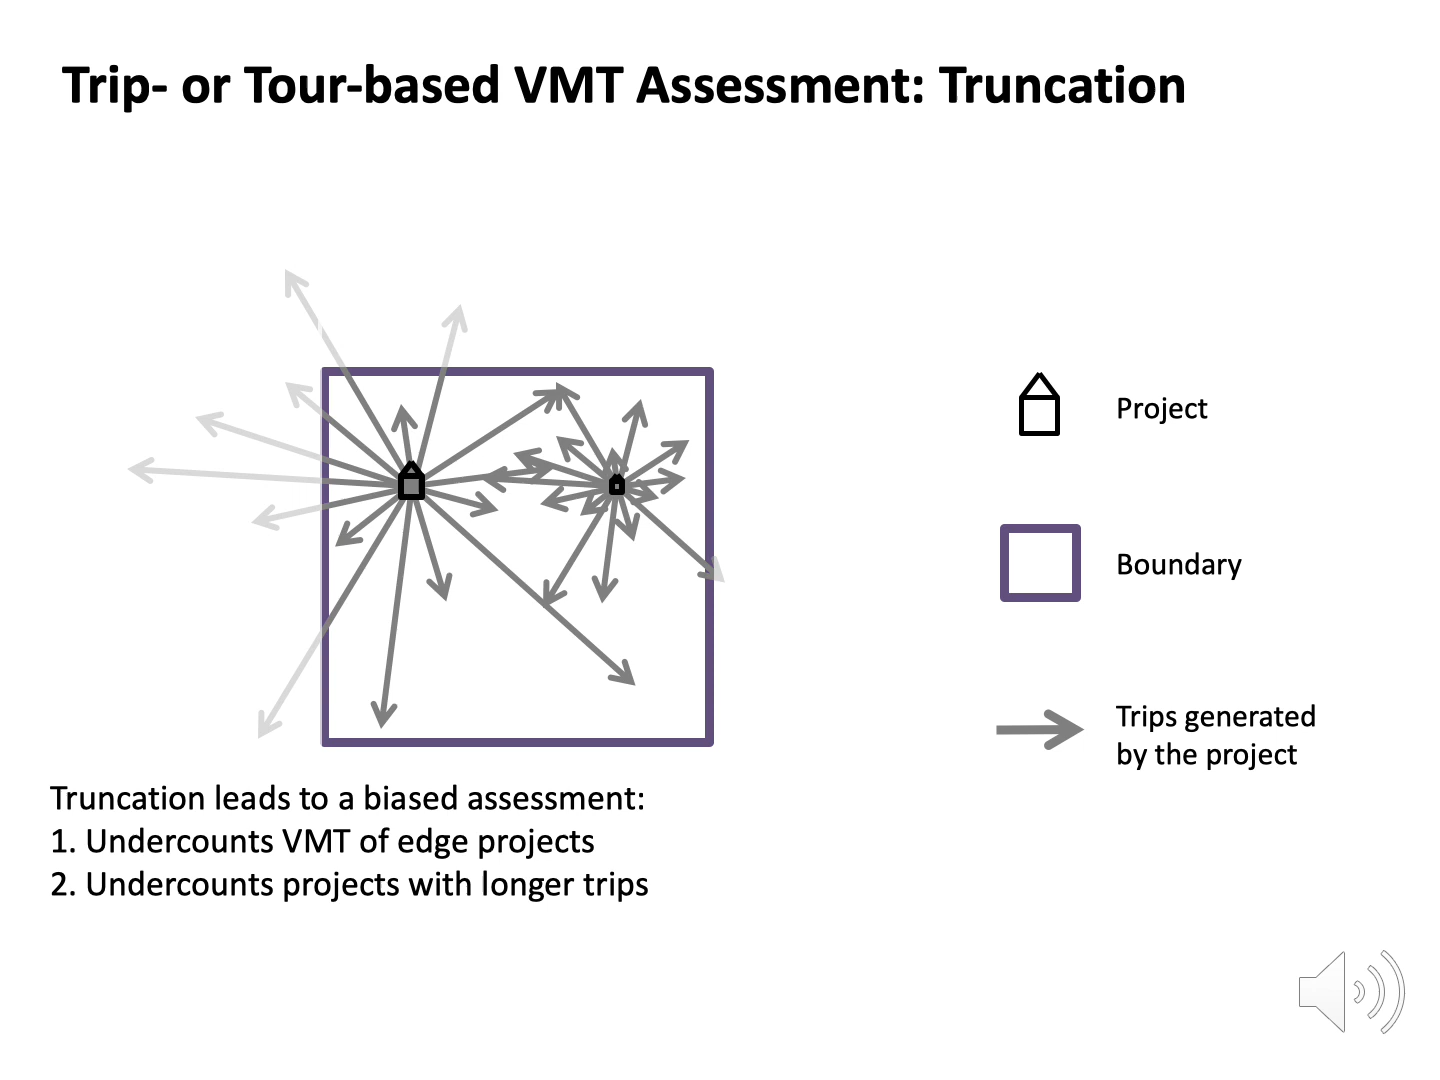 Trip- or Tour-based VMT Assessment: Truncation
Project
Boundary
Trips generated
by the project
Truncation leads to a biased assessment:
1. Undercounts VMT of edge projects
2. Undercounts projects with longer trips